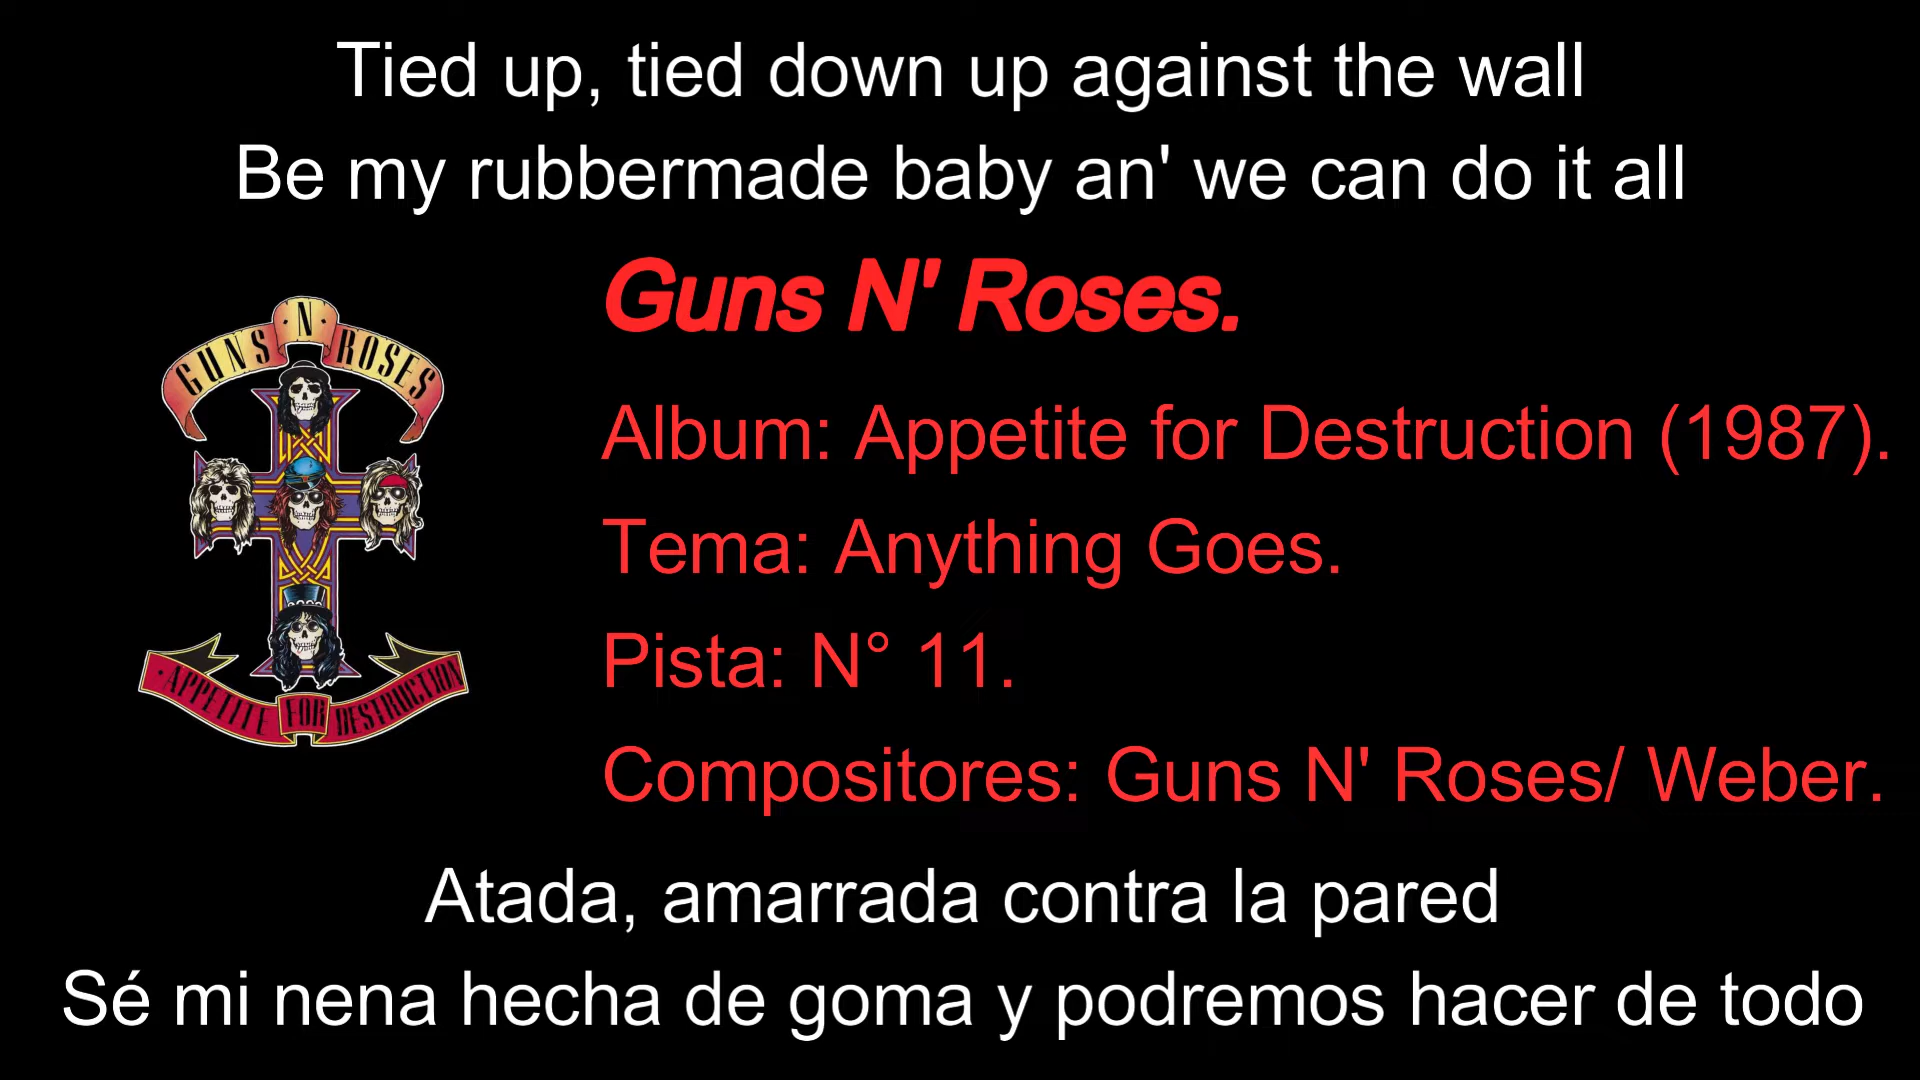 Tied up, tied down up against the wall
Be my rubbermade baby an' we can do it all
Guns N' Roses.
GUNS ·N· ROSES
Album: Appetite for Destruction (1987).
Tema: Anything Goes.
Pista: N° 11.
·APPETITE FOR DESTRUCTION
Compositores: Guns N' Roses/ Weber.
Atada, amarrada contra la pared
Sé mi nena hecha de goma y podremos hacer de todo